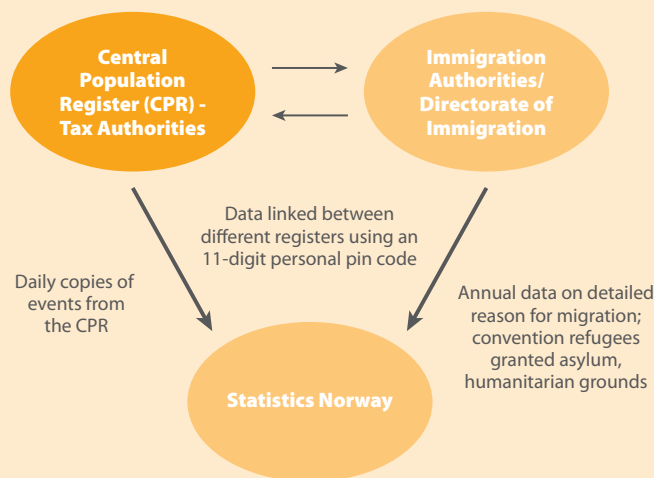 Central
Population
Register (CPR) -
Tax Authorities
Immigration
Authorities/
Directorate of
Immigration
Data linked between
different registers using an
11-digit personal pin code
Daily copies of
events from
the CPR
Annual data on detailed
reason for migration;
convention refugees
granted asylum,
humanitarian grounds
Statistics Norway